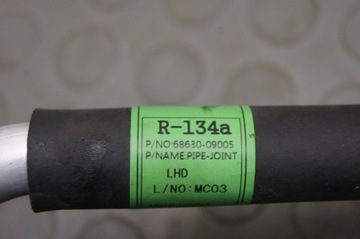 R-134a
P/NO:68630-09005
P/NAME:PIPE-JOINT
LHD
L/NO:MC03